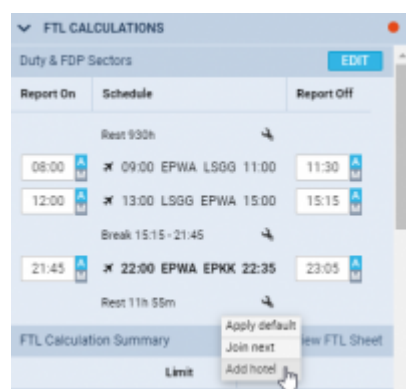 FTL CALCULATIONS
Duty & FDP Sectors EDIT
Report On Schedule Report Off
Rest 930h
08:00 A M 09:00 EPWA LSGG 11:00 11:30 A M
12:00 A M 13:00 LSGG EPWA 15:00 15:15 A M
Break 15:15 - 21:45
21:45 A M 22:00 EPWA EPKK 22:35 23:05 A M
Rest 11h 55m
Apply default
FTL Calculation Summary iew FTL Sheet
Join next
Limit Add hotel